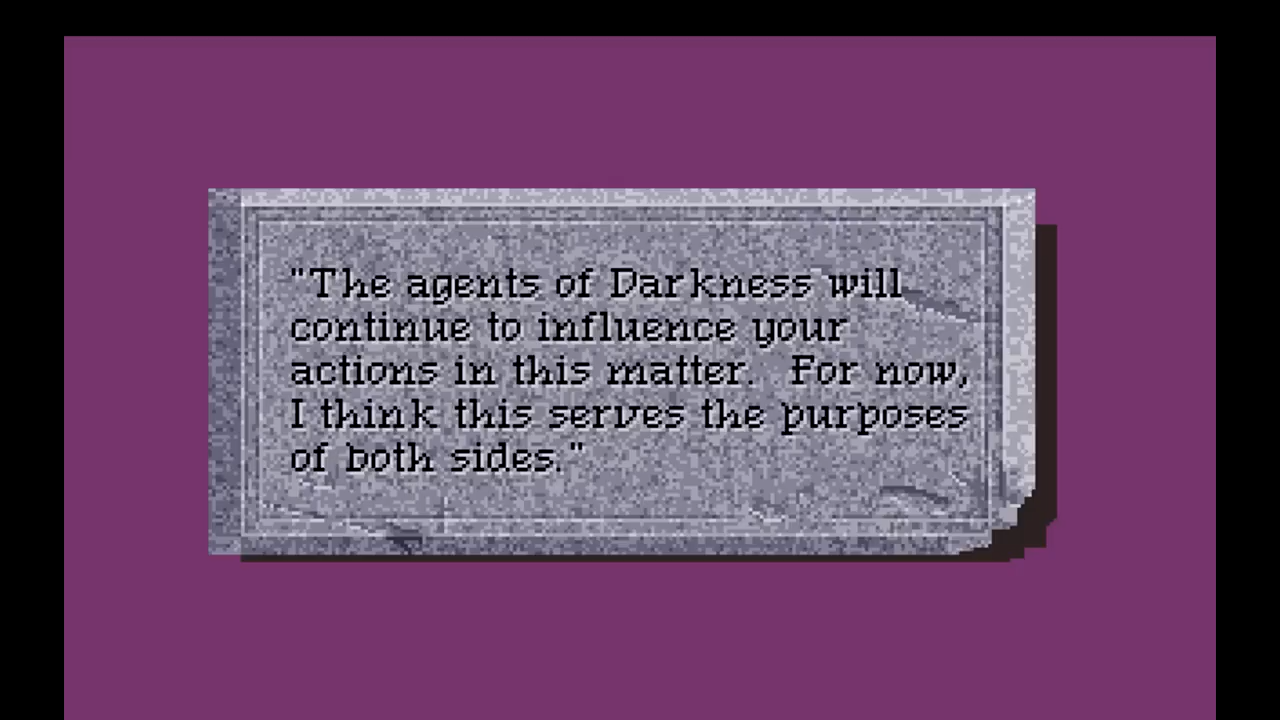 "The agents of Darkness will
continue to influence your
actions in this matter.  For now,
I think this serves the purposes
of both sides."